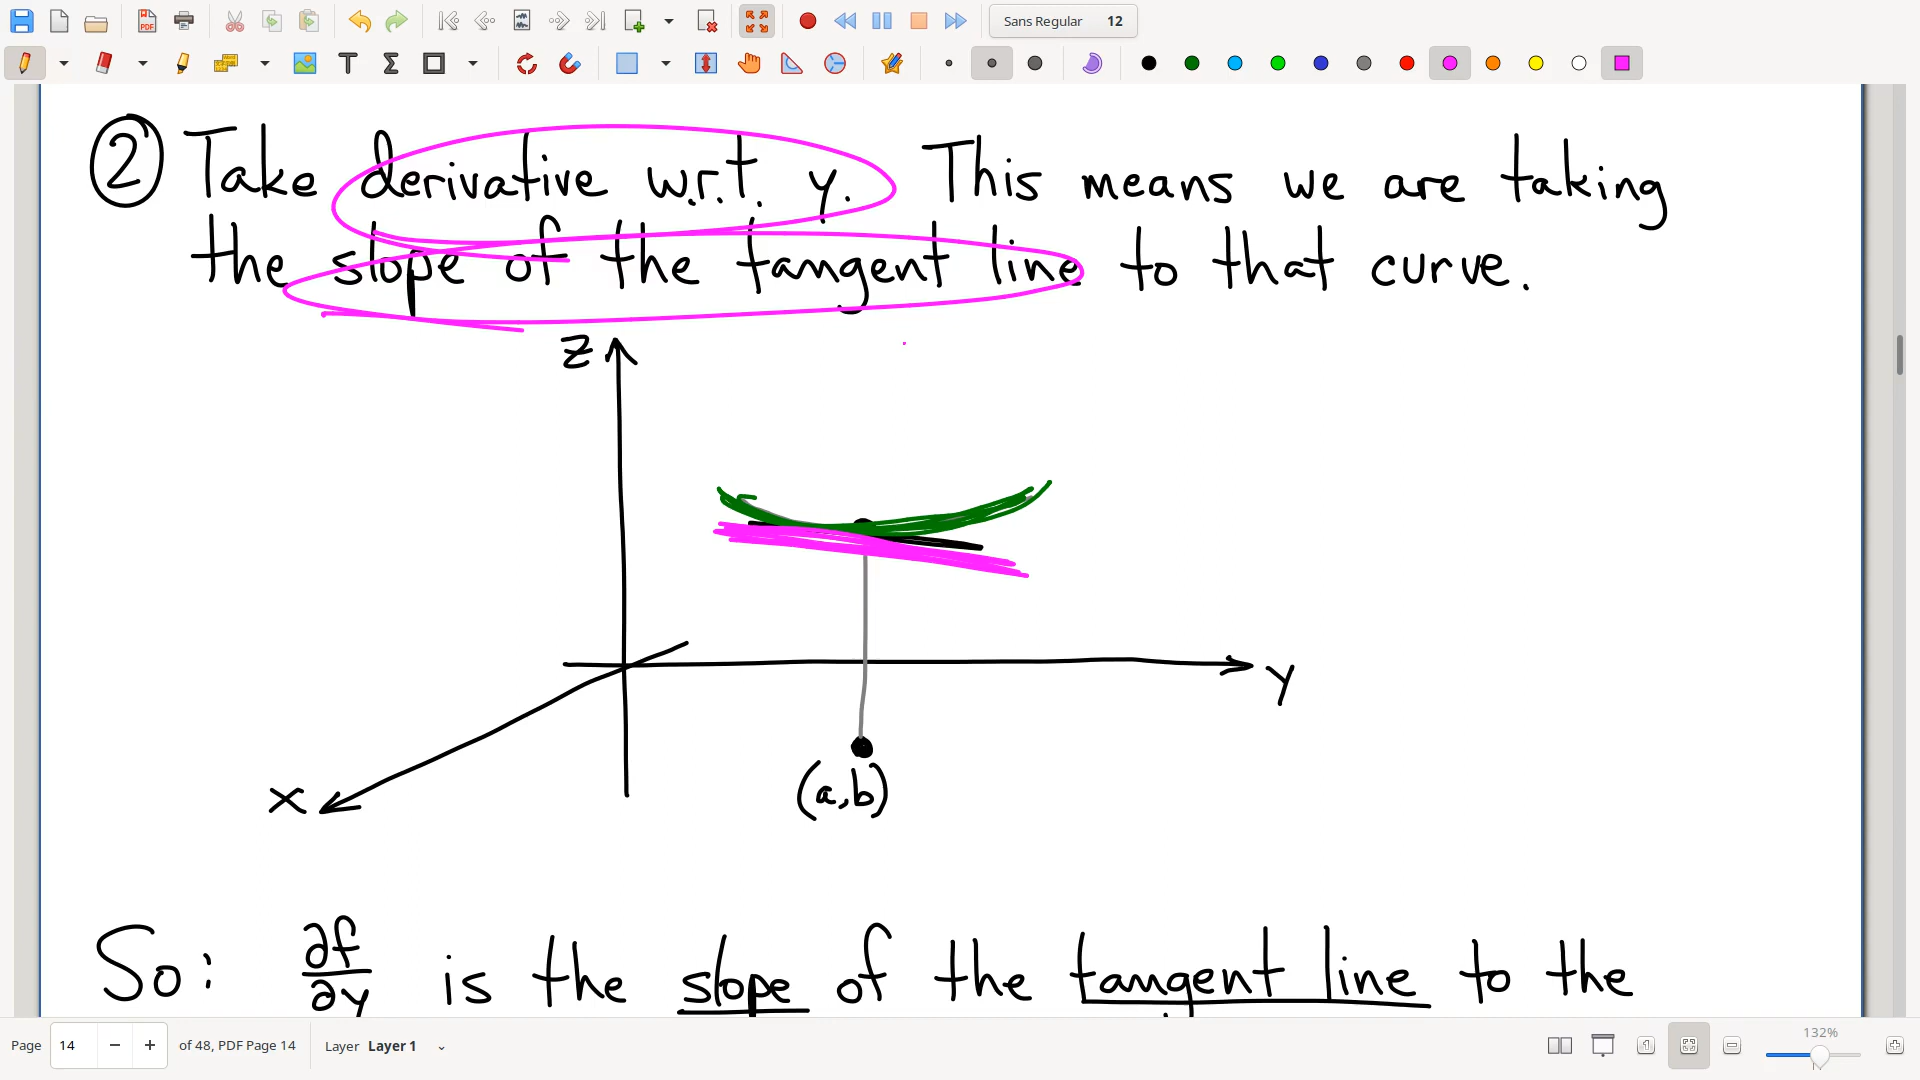 Sans Regular 12
② Take derivative w.r.t. y. This means we are taking
the slope of the tangent line to that curve.
z
y
x
(a,b)
So: ∂f/∂y is the slope of the tangent line to the
Page 14 − + of 48, PDF Page 14 Layer Layer 1
132%